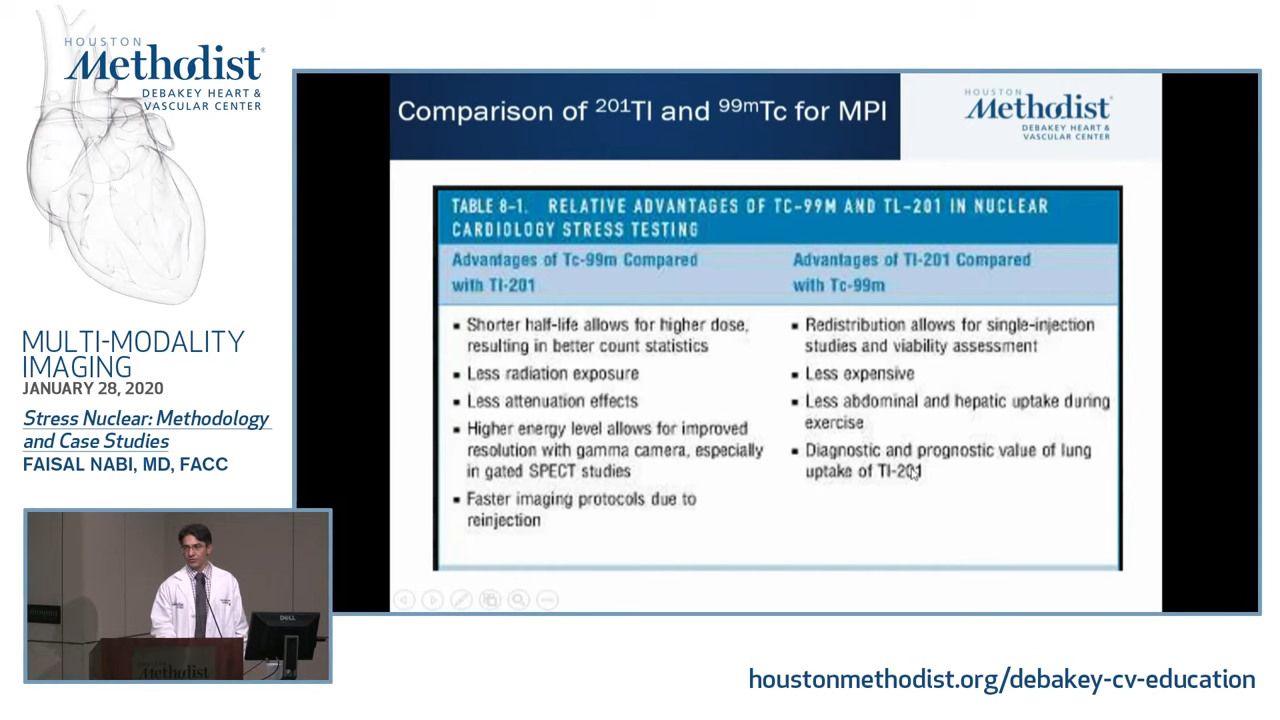 HOUSTON
Methodist®
DEBAKEY HEART &
VASCULAR CENTER
MULTI-MODALITY
IMAGING
JANUARY 28, 2020
Stress Nuclear: Methodology
and Case Studies
FAISAL NABI, MD, FACC
Comparison of ²⁰¹Tl and ⁹⁹ᵐTc for MPI
HOUSTON
Methodist®
DEBAKEY HEART &
VASCULAR CENTER
TABLE 8-1. RELATIVE ADVANTAGES OF TC-99M AND TL-201 IN NUCLEAR
CARDIOLOGY STRESS TESTING
Advantages of Tc-99m Compared
with Tl-201
▪ Shorter half-life allows for higher dose,
resulting in better count statistics
▪ Less radiation exposure
▪ Less attenuation effects
▪ Higher energy level allows for improved
resolution with gamma camera, especially
in gated SPECT studies
▪ Faster imaging protocols due to
reinjection
Advantages of Tl-201 Compared
with Tc-99m
▪ Redistribution allows for single-injection
studies and viability assessment
▪ Less expensive
▪ Less abdominal and hepatic uptake during
exercise
▪ Diagnostic and prognostic value of lung
uptake of Tl-201
DELL
HOUSTON
Methodist
houstonmethodist.org/debakey-cv-education